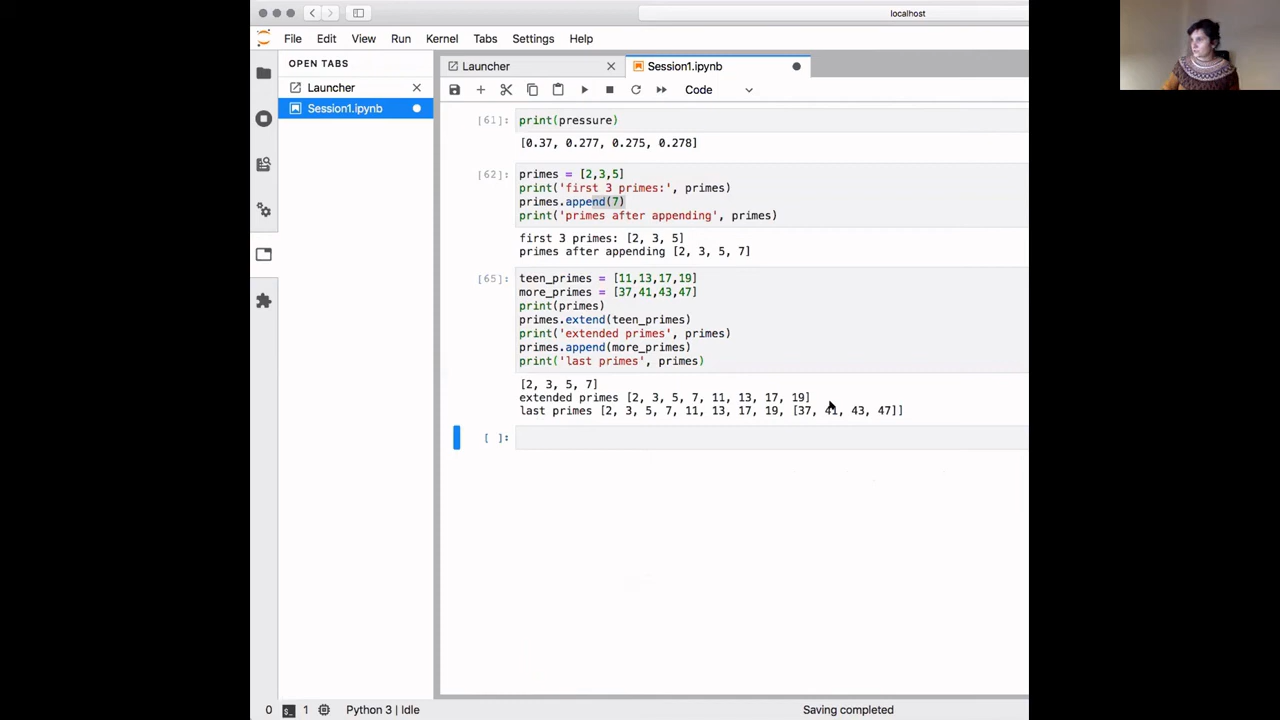 localhost
File Edit View Run Kernel Tabs Settings Help
OPEN TABS
Launcher
Session1.ipynb
Launcher
Session1.ipynb
Code
[61]:
print(pressure)
[0.37, 0.277, 0.275, 0.278]
[62]:
primes = [2,3,5]
print('first 3 primes:', primes)
primes.append(7)
print('primes after appending', primes)
first 3 primes: [2, 3, 5]
primes after appending [2, 3, 5, 7]
[65]:
teen_primes = [11,13,17,19]
more_primes = [37,41,43,47]
print(primes)
primes.extend(teen_primes)
print('extended primes', primes)
primes.append(more_primes)
print('last primes', primes)
[2, 3, 5, 7]
extended primes [2, 3, 5, 7, 11, 13, 17, 19]
last primes [2, 3, 5, 7, 11, 13, 17, 19, [37, 41, 43, 47]]
[ ]:
0 $_ 1 Python 3 | Idle Saving completed